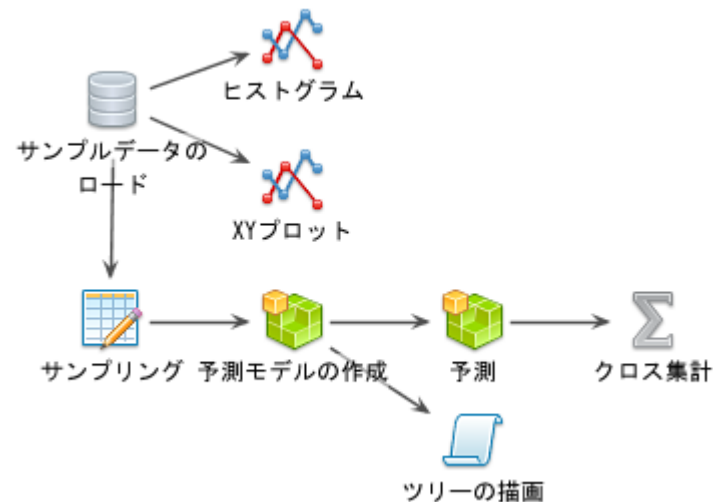 ヒストグラム
サンプルデータの
ロード
XYプロット
サンプリング
予測モデルの作成
予測
クロス集計
ツリーの描画